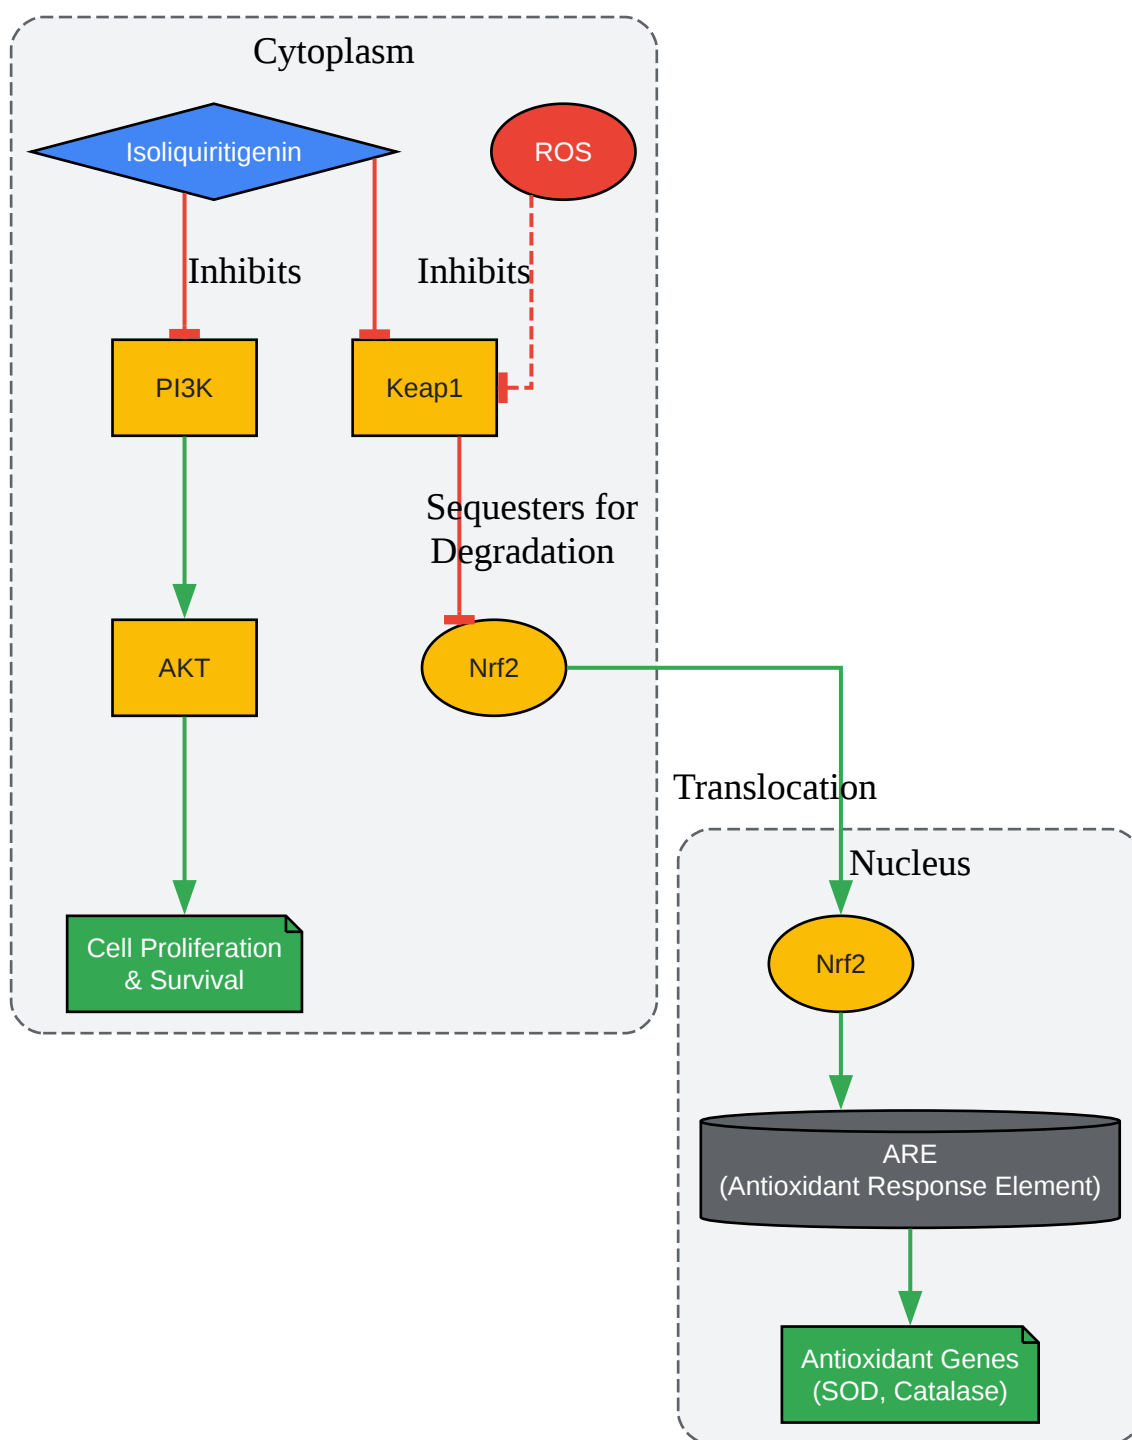 Cytoplasm
Isoliquiritigenin
ROS
Inhibits
Inhibits
PI3K
Keap1
Sequesters for
Degradation
AKT
Nrf2
Translocation
Nucleus
Cell Proliferation
& Survival
Nrf2
ARE
(Antioxidant Response Element)
Antioxidant Genes
(SOD, Catalase)